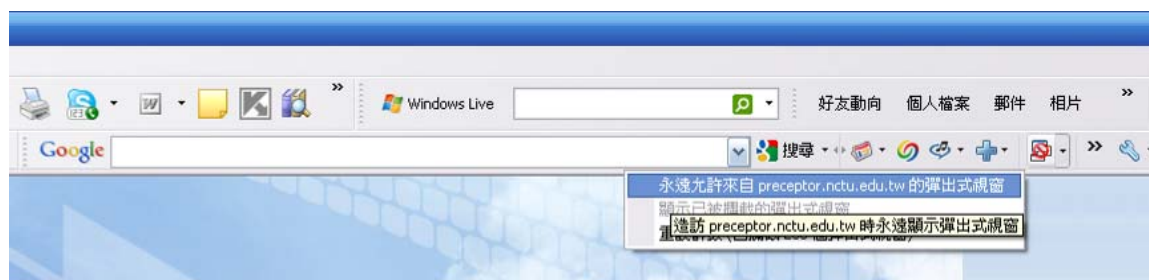 » Windows Live 好友動向 個人檔案 郵件 相片 »
Google 搜尋 »
永遠允許來自 preceptor.nctu.edu.tw 的彈出式視窗
顯示已被攔截的彈出式視窗
造訪 preceptor.nctu.edu.tw 時永遠顯示彈出式視窗